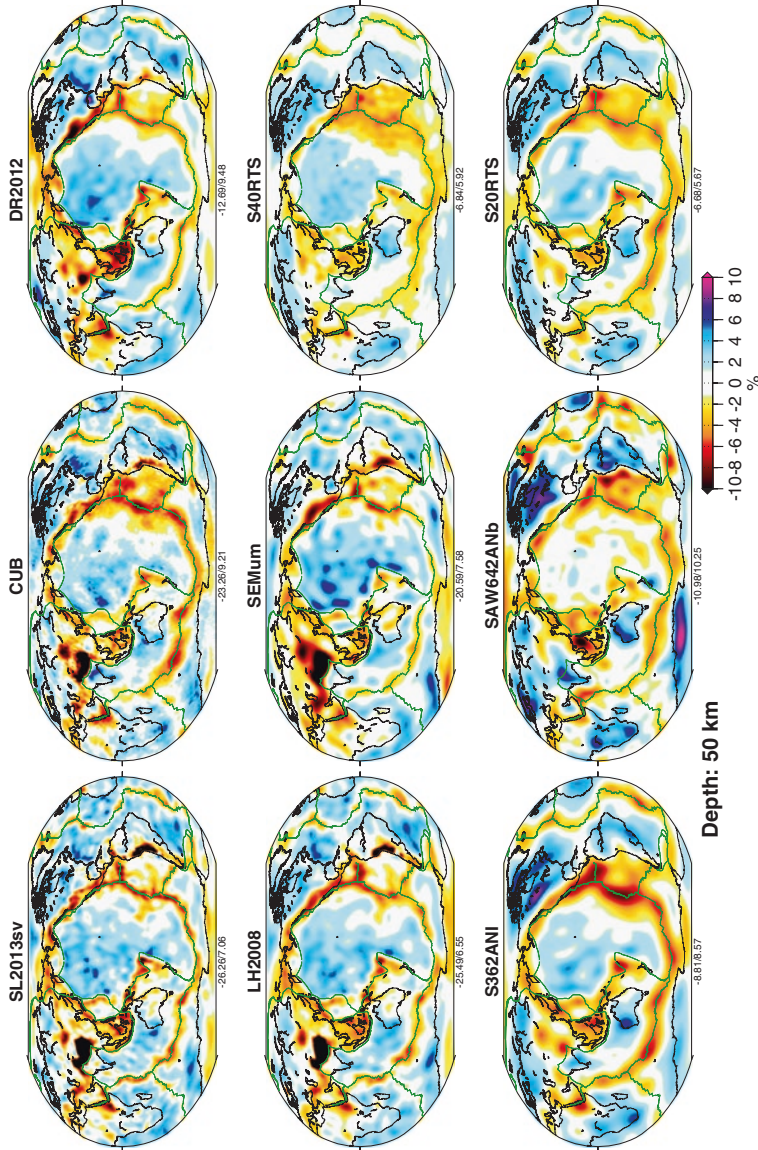 SL2013sv
-26.26/7.06
CUB
-23.26/9.21
DR2012
-12.69/9.48
LH2008
-25.49/6.55
SEMum
-20.59/7.58
S40RTS
-6.84/5.92
S362ANI
-8.81/8.57
SAW642ANb
-10.98/10.25
S20RTS
-6.68/5.67
Depth: 50 km
-10 -8 -6 -4 -2 0 2 4 6 8 10
%